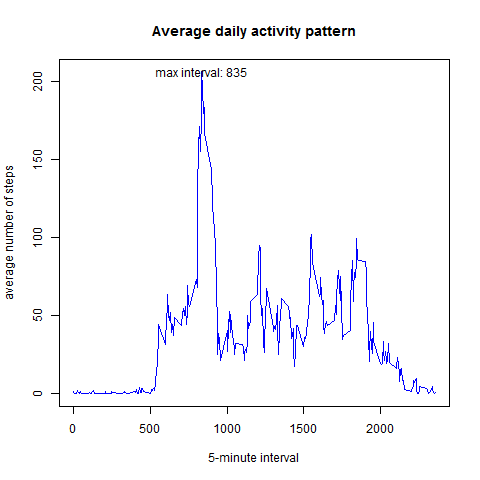 Average daily activity pattern
max interval: 835
average number of steps
200
150
100
50
0
0 500 1000 1500 2000
5-minute interval